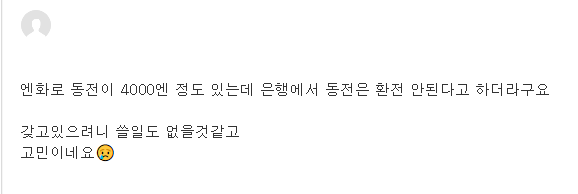 엔화로 동전이 4000엔 정도 있는데 은행에서 동전은 환전 안된다고 하더라구요
갖고있으려니 쓸일도 없을것같고
고민이네요😢